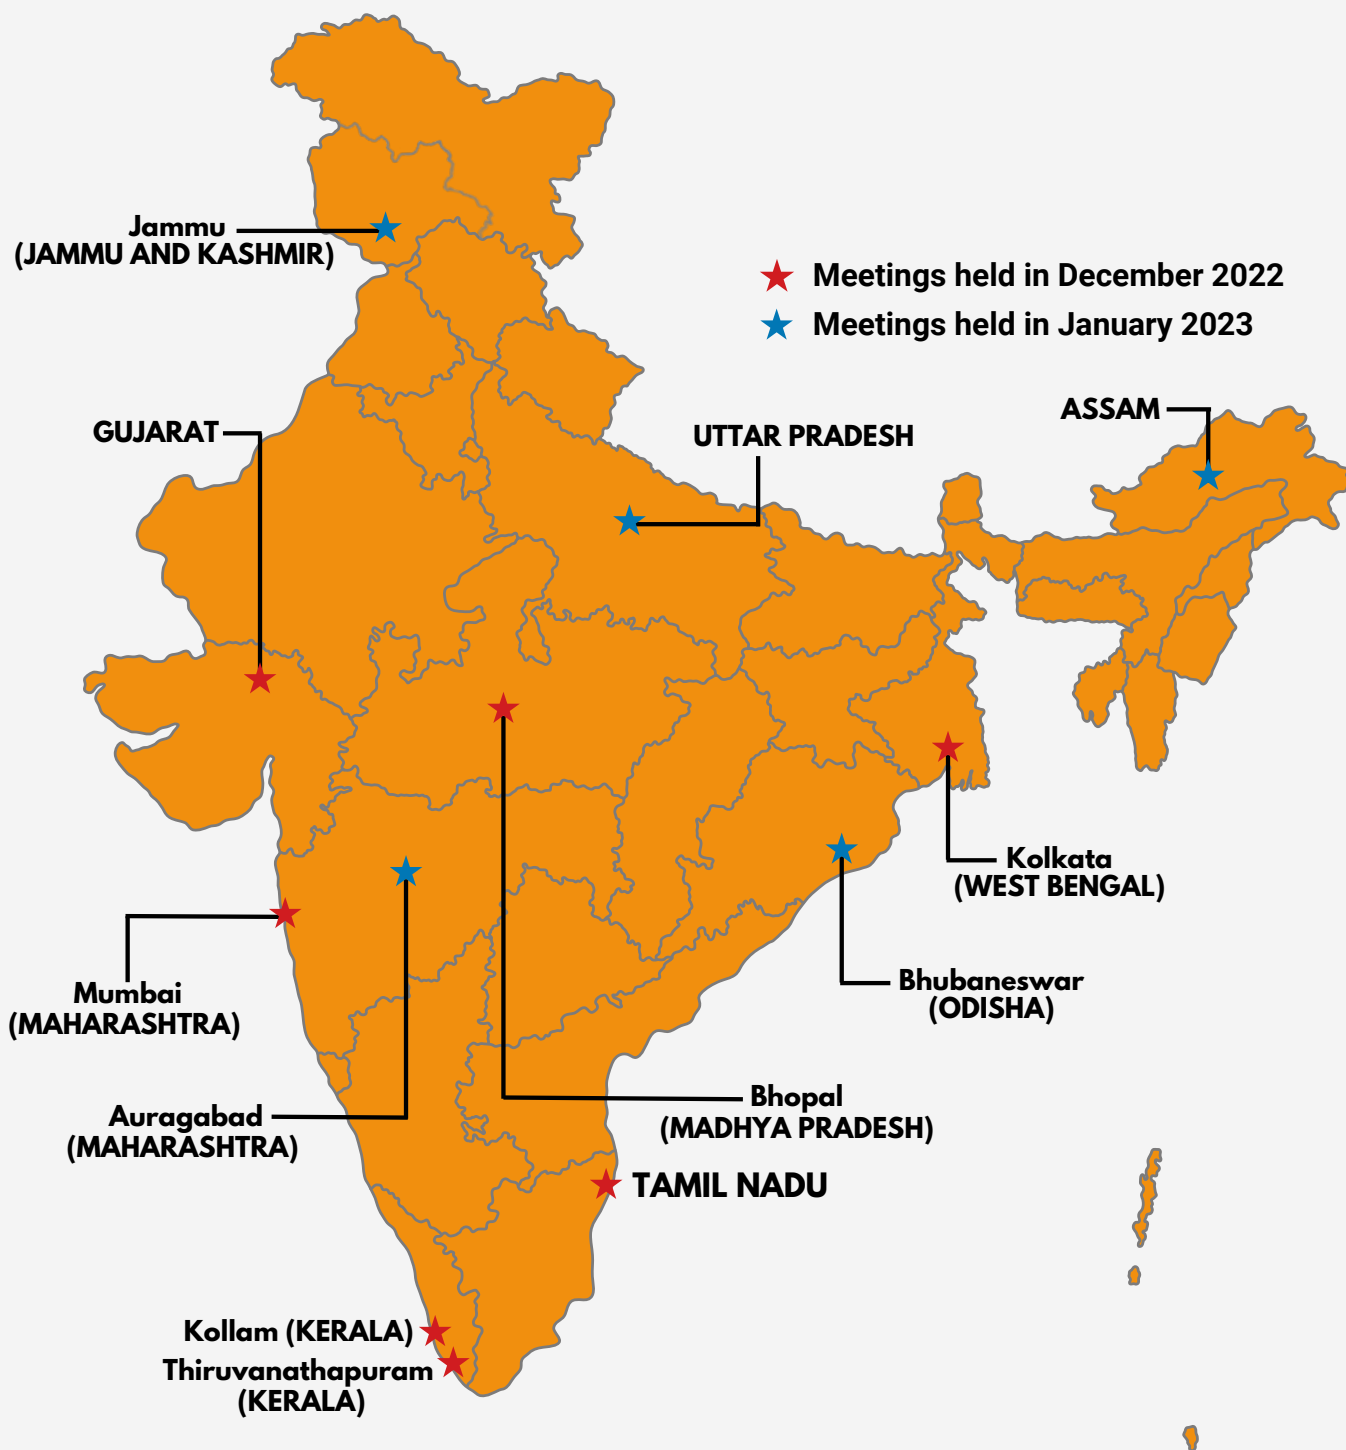 Jammu
(JAMMU AND KASHMIR)
Meetings held in December 2022
Meetings held in January 2023
ASSAM
GUJARAT
UTTAR PRADESH
Kolkata
(WEST BENGAL)
Bhubaneswar
(ODISHA)
Mumbai
(MAHARASHTRA)
Bhopal
(MADHYA PRADESH)
Auragabad
(MAHARASHTRA)
TAMIL NADU
Kollam (KERALA)
Thiruvanathapuram
(KERALA)